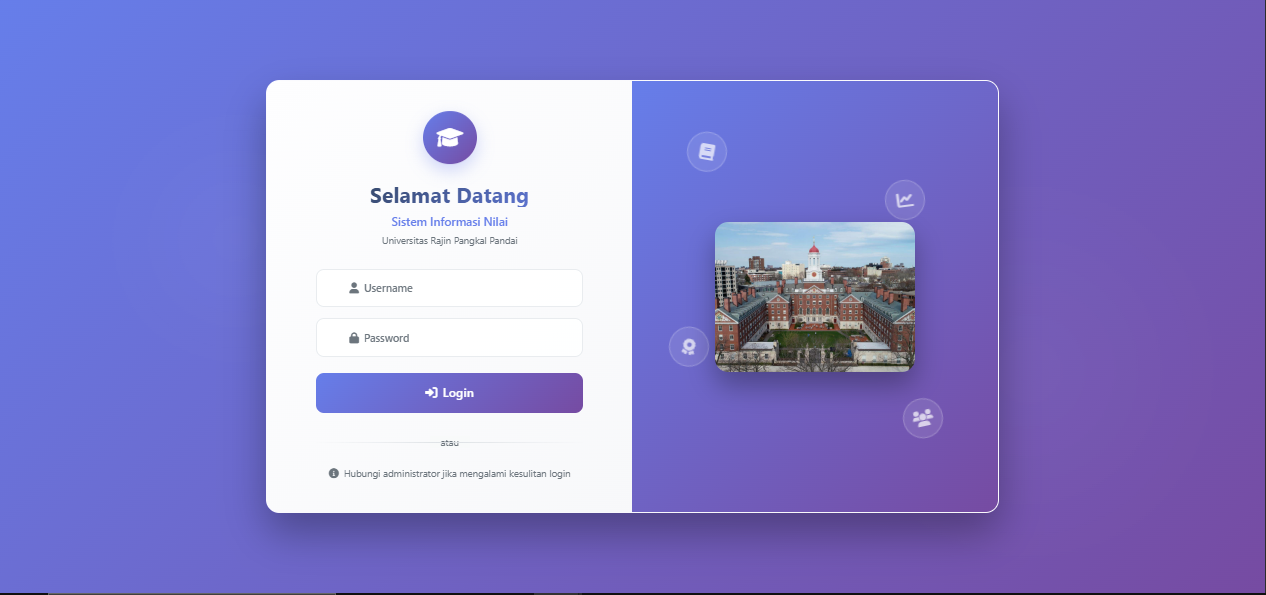 Selamat Datang
Sistem Informasi Nilai
Universitas Rajin Pangkal Pandai
Username
Password
Login
atau
Hubungi administrator jika mengalami kesulitan login